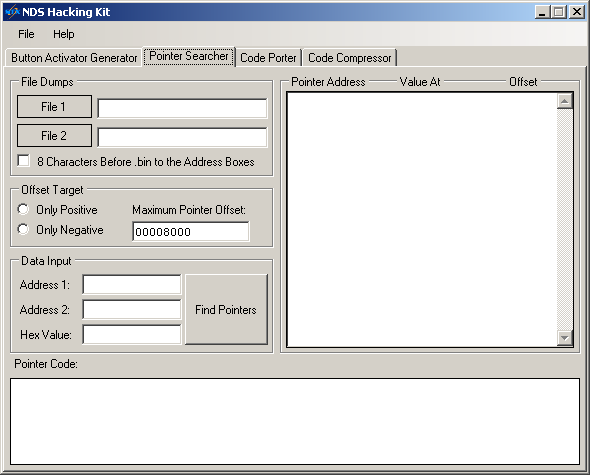 NDS Hacking Kit
File Help
Button Activator Generator Pointer Searcher Code Porter Code Compressor
File Dumps
File 1
File 2
8 Characters Before .bin to the Address Boxes
Offset Target
Only Positive
Only Negative
Maximum Pointer Offset:
00008000
Data Input
Address 1:
Address 2:
Hex Value:
Find Pointers
Pointer Address Value At Offset
Pointer Code: